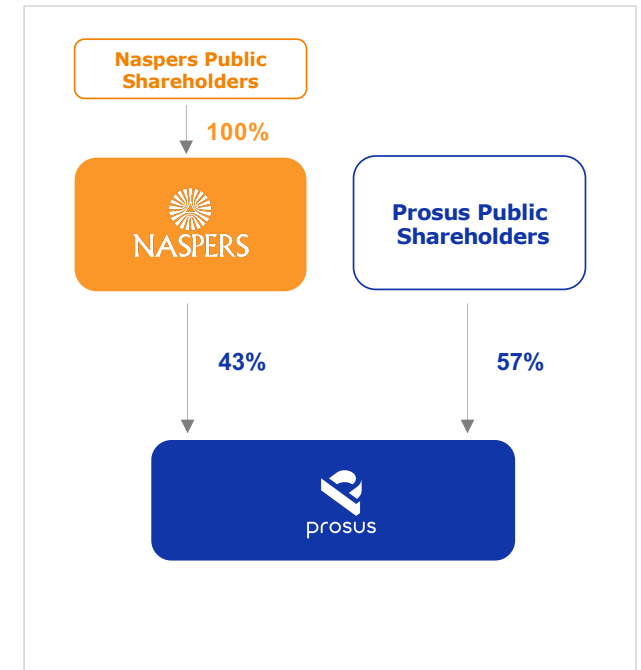 Naspers Public
Shareholders
100%
NASPERS
Prosus Public
Shareholders
43%
57%
prosus